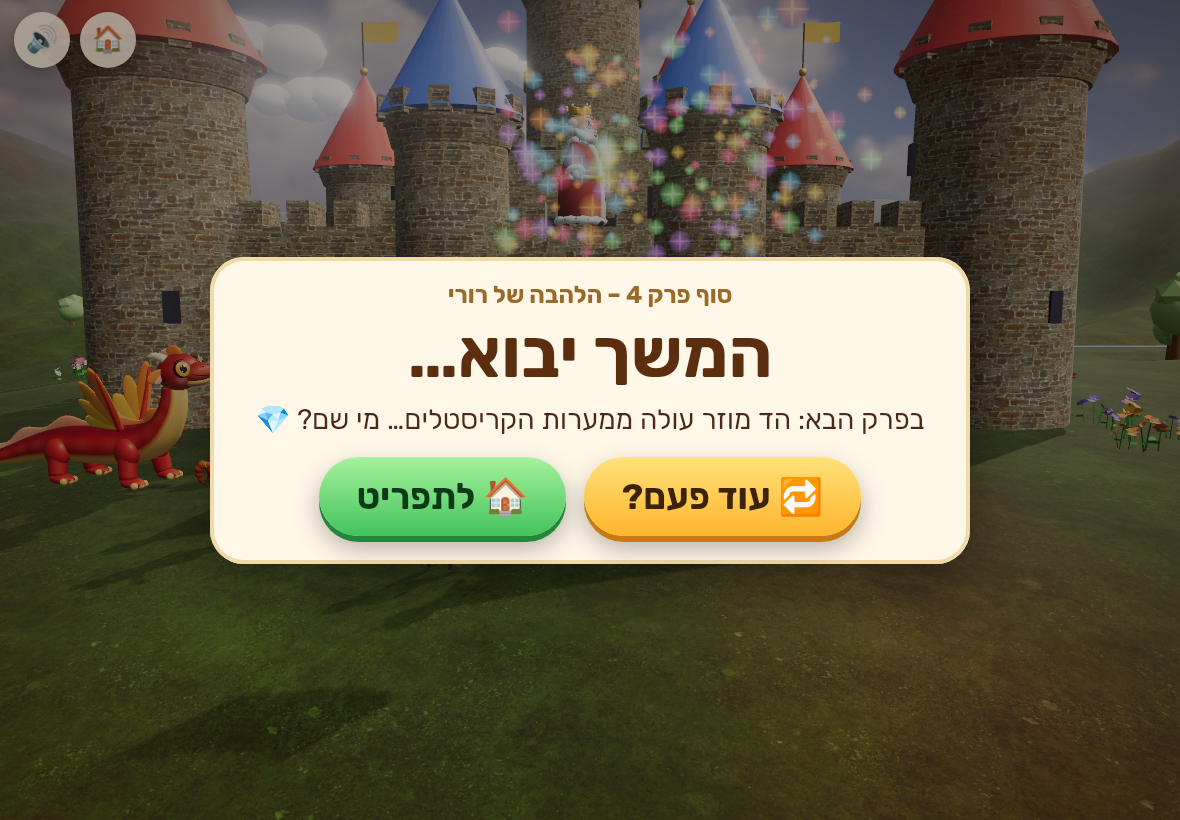 סוף פרק 4 – הלהבה של רורי
המשך יבוא...
בפרק הבא: הד מוזר עולה ממערות הקריסטלים... מי שם? 💎
🔁 עוד פעם?
🏠 לתפריט